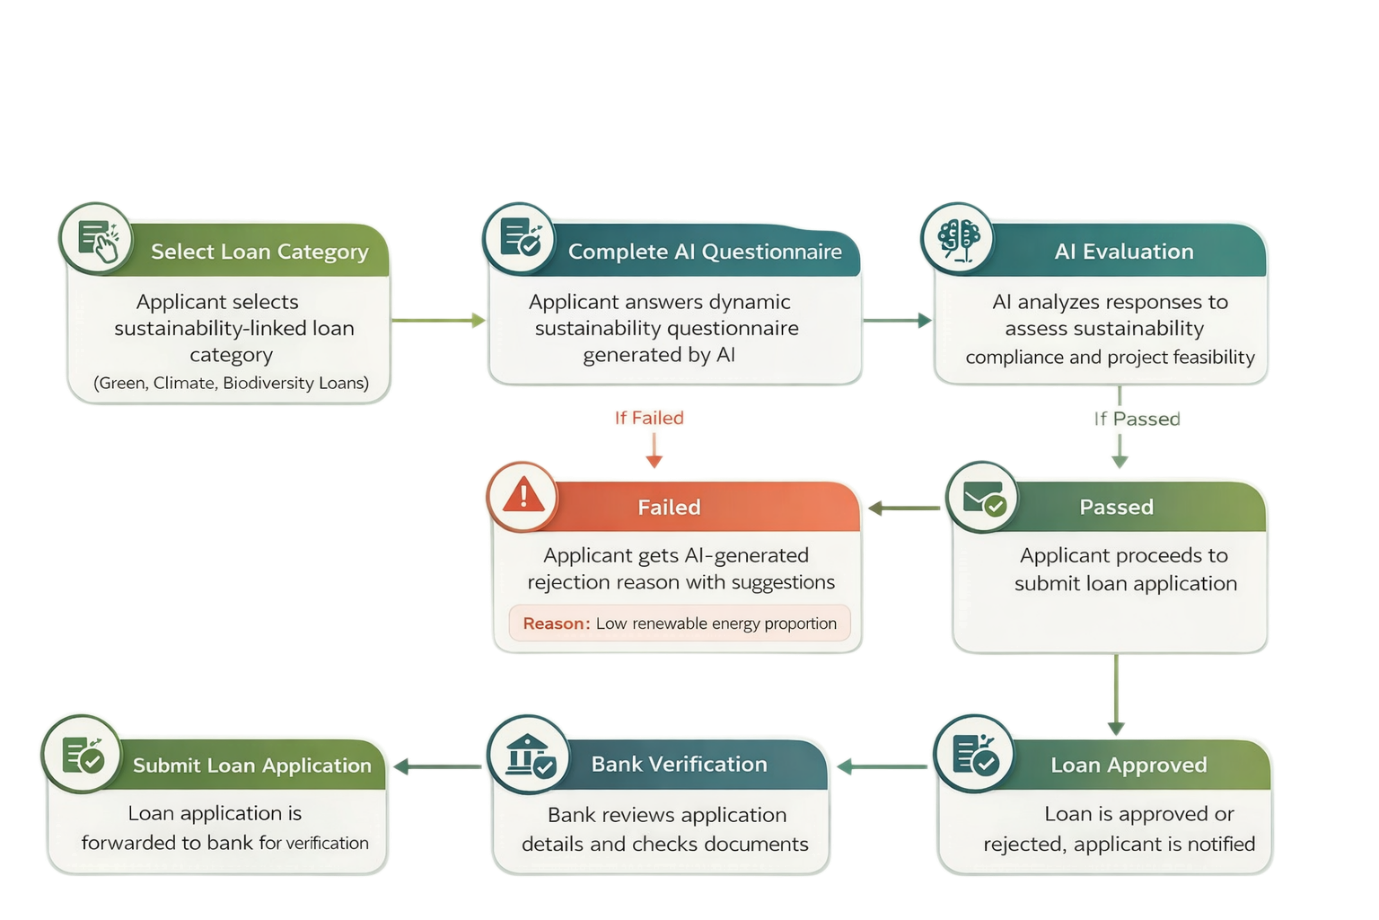 Select Loan Category
Applicant selects
sustainability-linked loan
category
(Green, Climate, Biodiversity Loans)
Complete AI Questionnaire
Applicant answers dynamic
sustainability questionnaire
generated by AI
AI Evaluation
AI analyzes responses to
assess sustainability
compliance and project feasibility
If Failed
If Passed
Failed
Applicant gets AI-generated
rejection reason with suggestions
Reason: Low renewable energy proportion
Passed
Applicant proceeds to
submit loan application
Submit Loan Application
Loan application is
forwarded to bank for verification
Bank Verification
Bank reviews application
details and checks documents
Loan Approved
Loan is approved or
rejected, applicant is notified